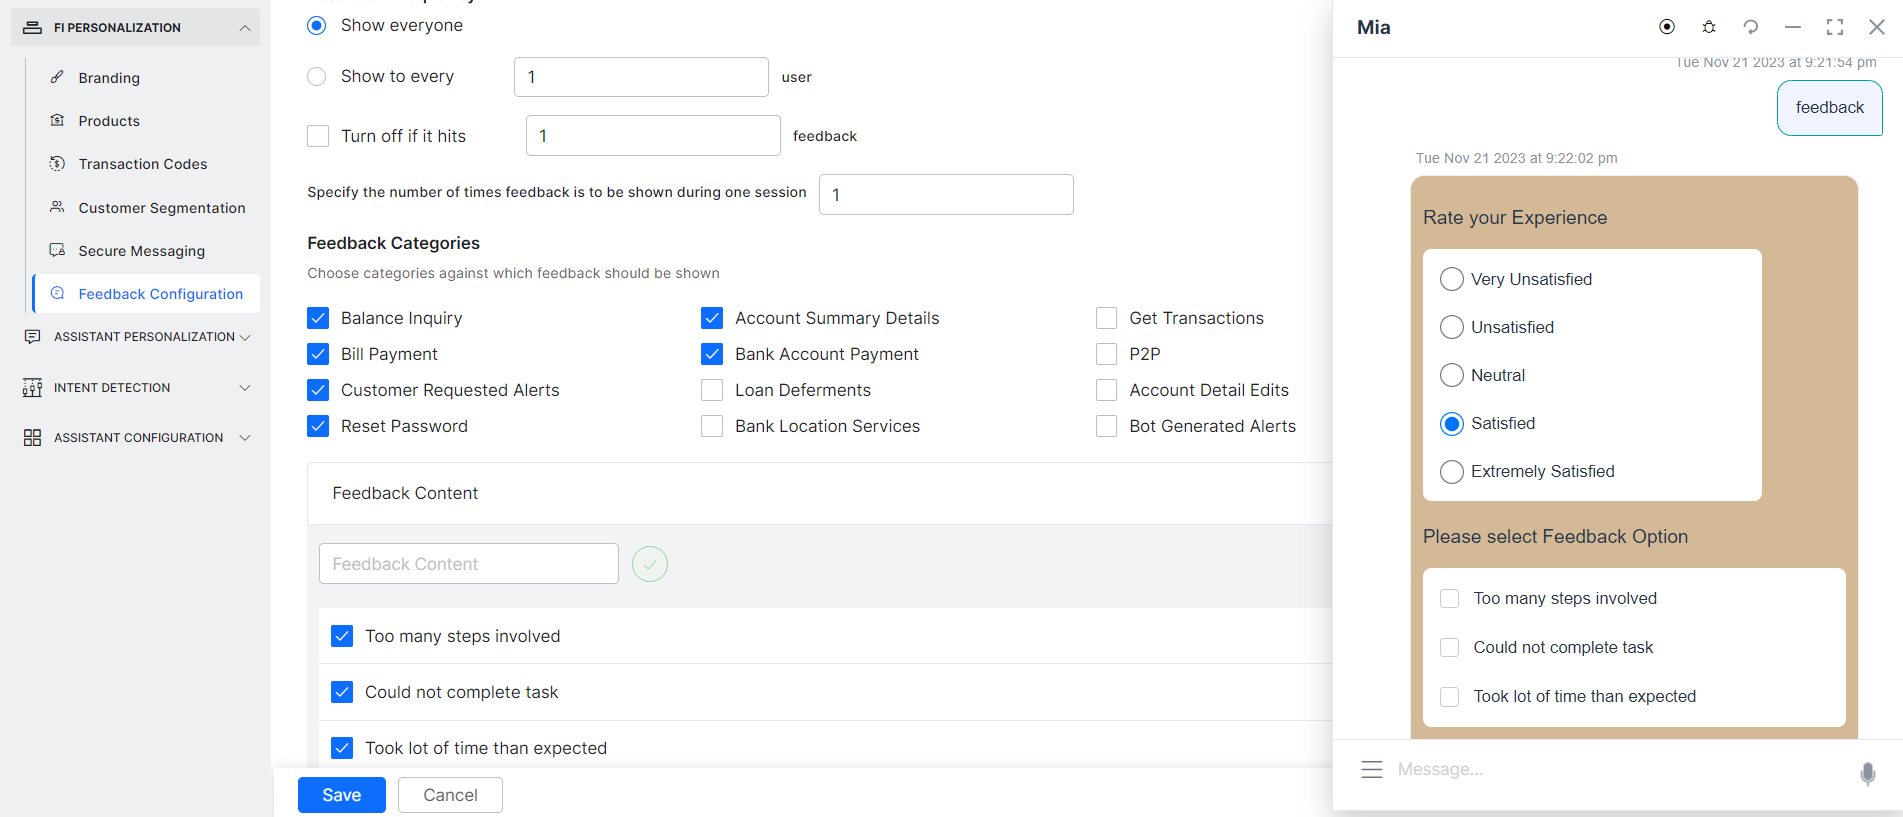 FI PERSONALIZATION
Branding
Products
Transaction Codes
Customer Segmentation
Secure Messaging
Feedback Configuration
ASSISTANT PERSONALIZATION
INTENT DETECTION
ASSISTANT CONFIGURATION
Show everyone
Show to every 1 user
Turn off if it hits 1 feedback
Specify the number of times feedback is to be shown during one session 1
Feedback Categories
Choose categories against which feedback should be shown
Balance Inquiry Account Summary Details Get Transactions
Bill Payment Bank Account Payment P2P
Customer Requested Alerts Loan Deferments Account Detail Edits
Reset Password Bank Location Services Bot Generated Alerts
Feedback Content
Feedback Content
Too many steps involved
Could not complete task
Took lot of time than expected
Save Cancel
Mia
Tue Nov 21 2023 at 9:21:54 pm
feedback
Tue Nov 21 2023 at 9:22:02 pm
Rate your Experience
Very Unsatisfied
Unsatisfied
Neutral
Satisfied
Extremely Satisfied
Please select Feedback Option
Too many steps involved
Could not complete task
Took lot of time than expected
Message...